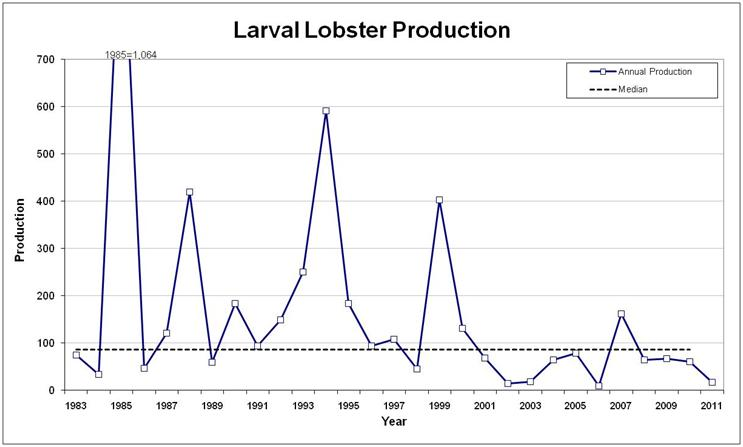 Larval Lobster Production
1985=1,064
700
600
500
400
300
200
100
0
Production
Annual Production
Median
1983 1985 1987 1989 1991 1993 1995 1997 1999 2001 2003 2005 2007 2009 2011
Year